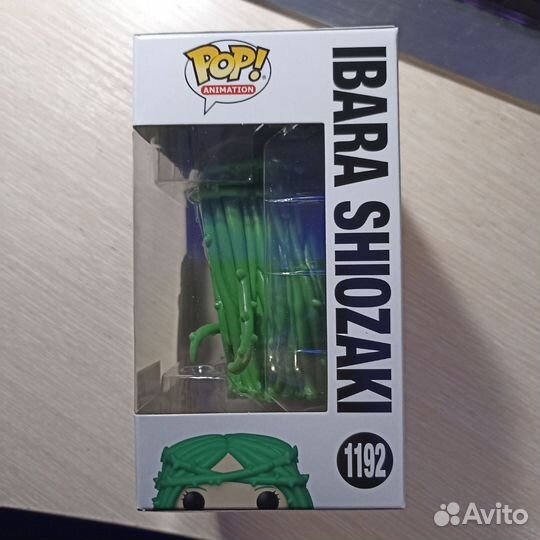 POP!
ANIMATION
IBARA SHIOZAKI
1192
Avito